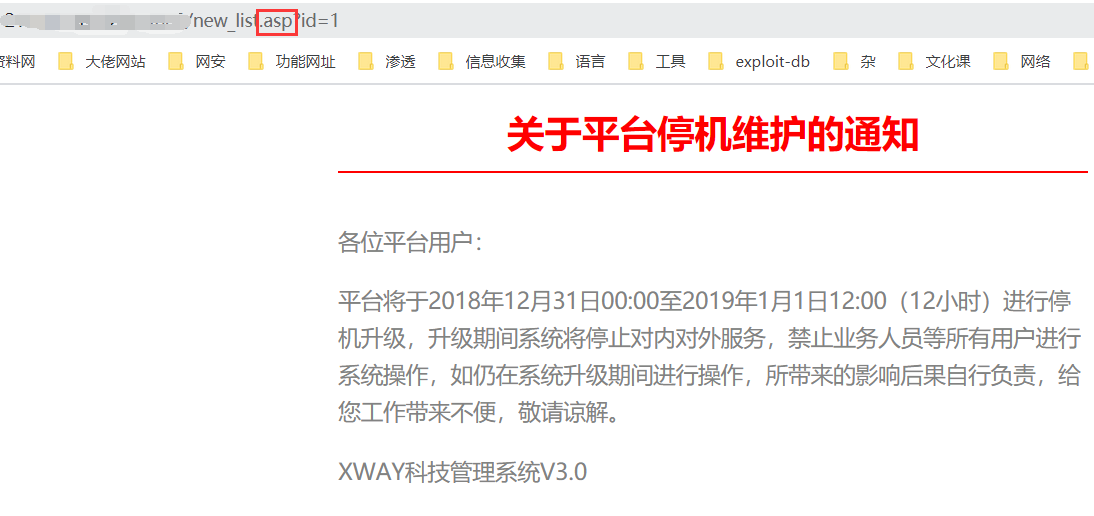 /new_list.asp?id=1
资料网 大佬网站 网安 功能网址 渗透 信息收集 语言 工具 exploit-db 杂 文化课 网络
关于平台停机维护的通知
各位平台用户：
平台将于2018年12月31日00:00至2019年1月1日12:00（12小时）进行停
机升级，升级期间系统将停止对内对外服务，禁止业务人员等所有用户进行
系统操作，如仍在系统升级期间进行操作，所带来的影响后果自行负责，给
您工作带来不便，敬请谅解。
XWAY科技管理系统V3.0